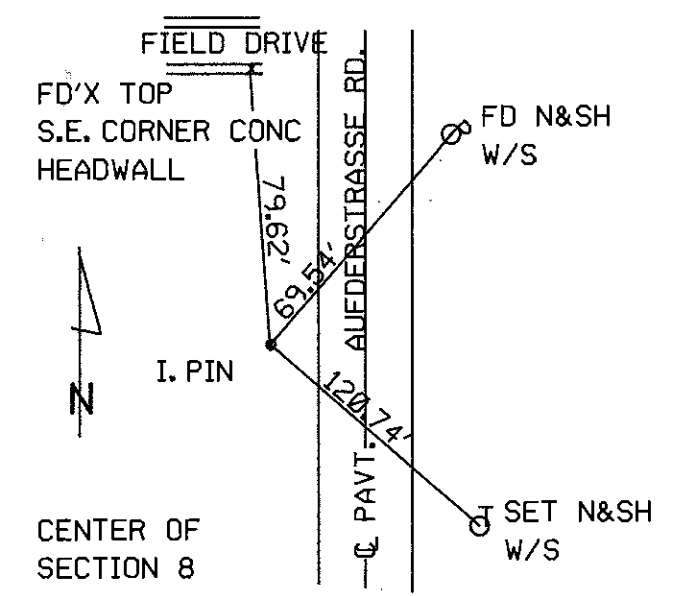 FIELD DRIVE
FD'X TOP
S.E. CORNER CONC
HEADWALL
AUFDERSTRASSE RD.
FD N&SH
W/S
79.62'
69.54'
I. PIN
120.74'
N
℄ PAVT.
T SET N&SH
W/S
CENTER OF
SECTION 8